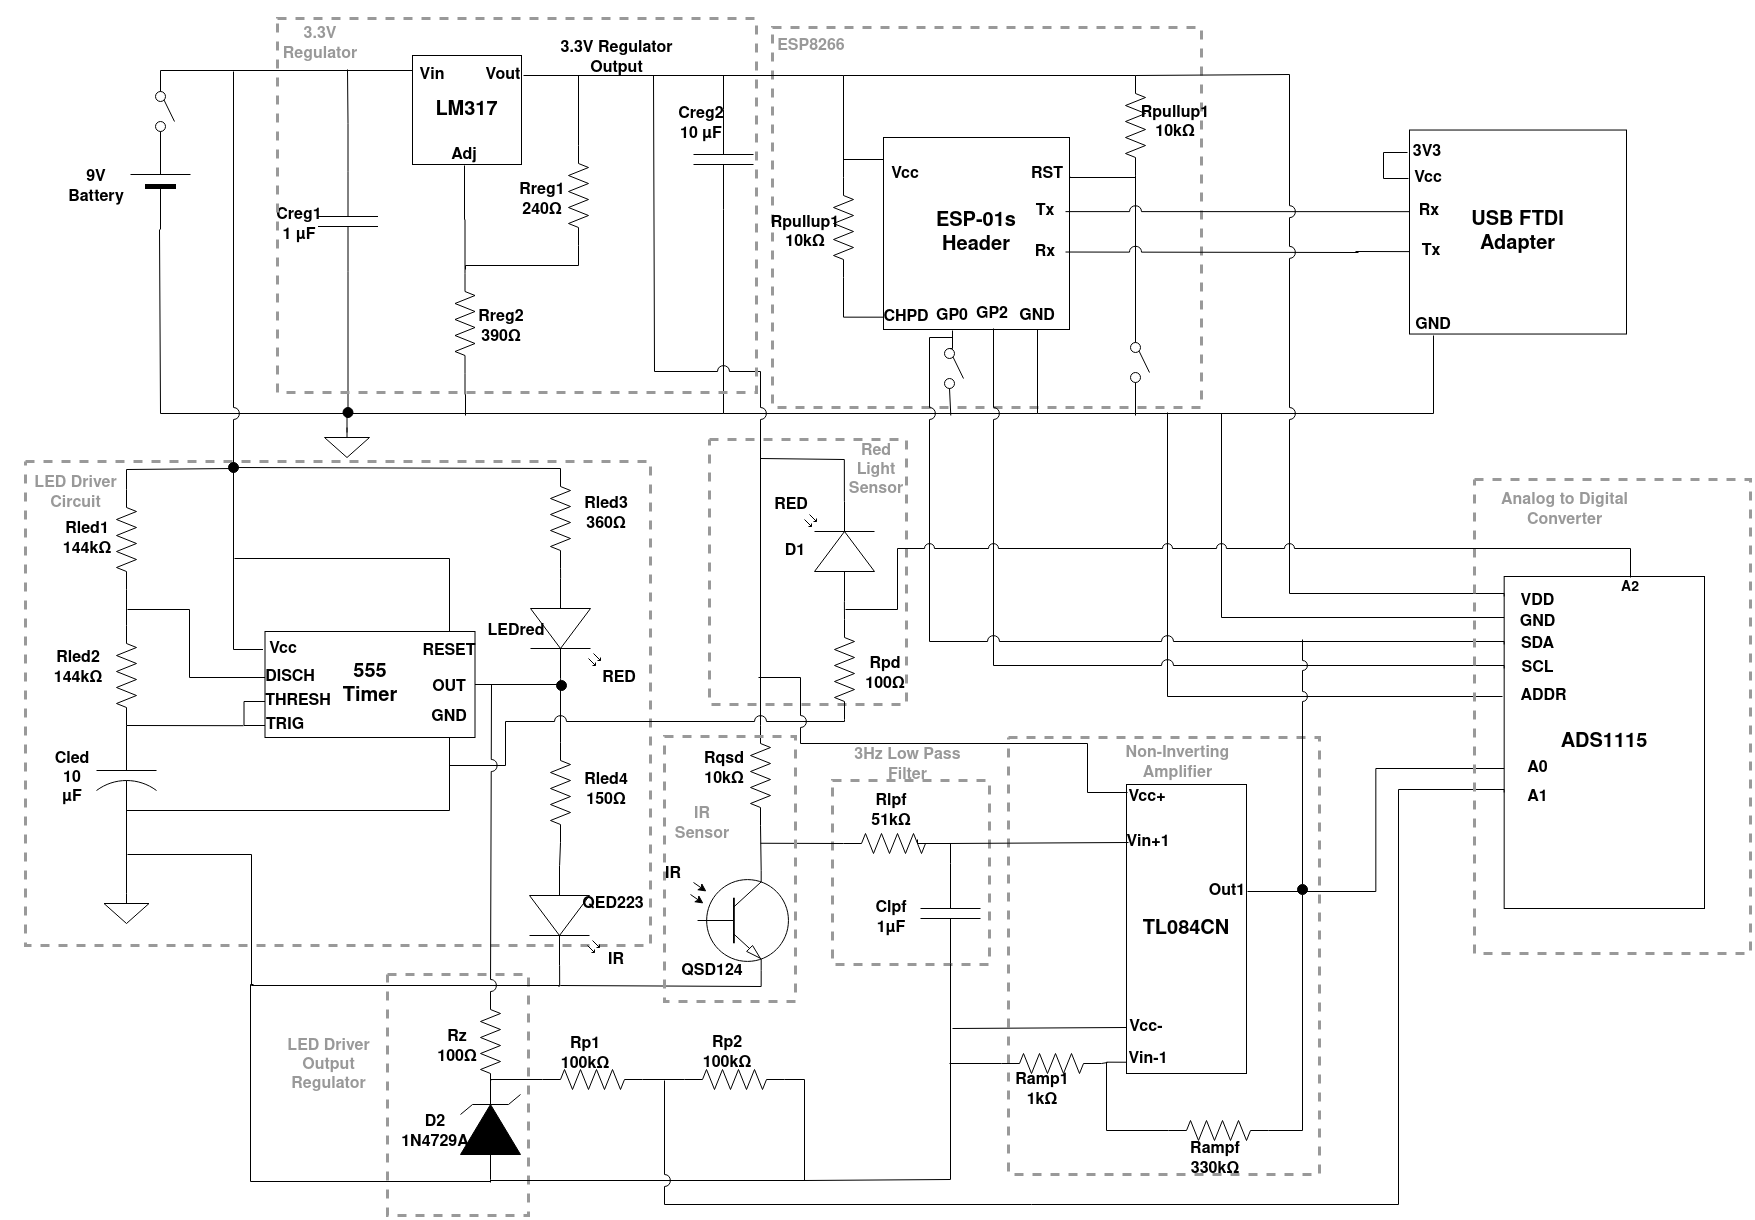 3.3V
Regulator
3.3V Regulator
Output
Vin
Vout
LM317
Adj
9V
Battery
Creg1
1 µF
Rreg1
240Ω
Rreg2
390Ω
Creg2
10 µF
ESP8266
Rpullup1
10kΩ
Rpullup1
10kΩ
Vcc
RST
Tx
Rx
ESP-01s
Header
CHPD
GP0
GP2
GND
3V3
Vcc
Rx
Tx
USB FTDI
Adapter
GND
LED Driver
Circuit
Rled1
144kΩ
Rled2
144kΩ
Cled
10
µF
Vcc
RESET
DISCH
THRESH
TRIG
555
Timer
OUT
GND
Rled3
360Ω
LEDred
RED
Rled4
150Ω
QED223
IR
Red
Light
Sensor
RED
D1
Rpd
100Ω
Rqsd
10kΩ
IR
Sensor
IR
QSD124
3Hz Low Pass
Filter
Rlpf
51kΩ
Clpf
1µF
Non-Inverting
Amplifier
Vcc+
Vin+1
Out1
TL084CN
Vcc-
Vin-1
Ramp1
1kΩ
Rampf
330kΩ
Analog to Digital
Converter
A2
VDD
GND
SDA
SCL
ADDR
ADS1115
A0
A1
LED Driver
Output
Regulator
Rz
100Ω
D2
1N4729A
Rp1
100kΩ
Rp2
100kΩ